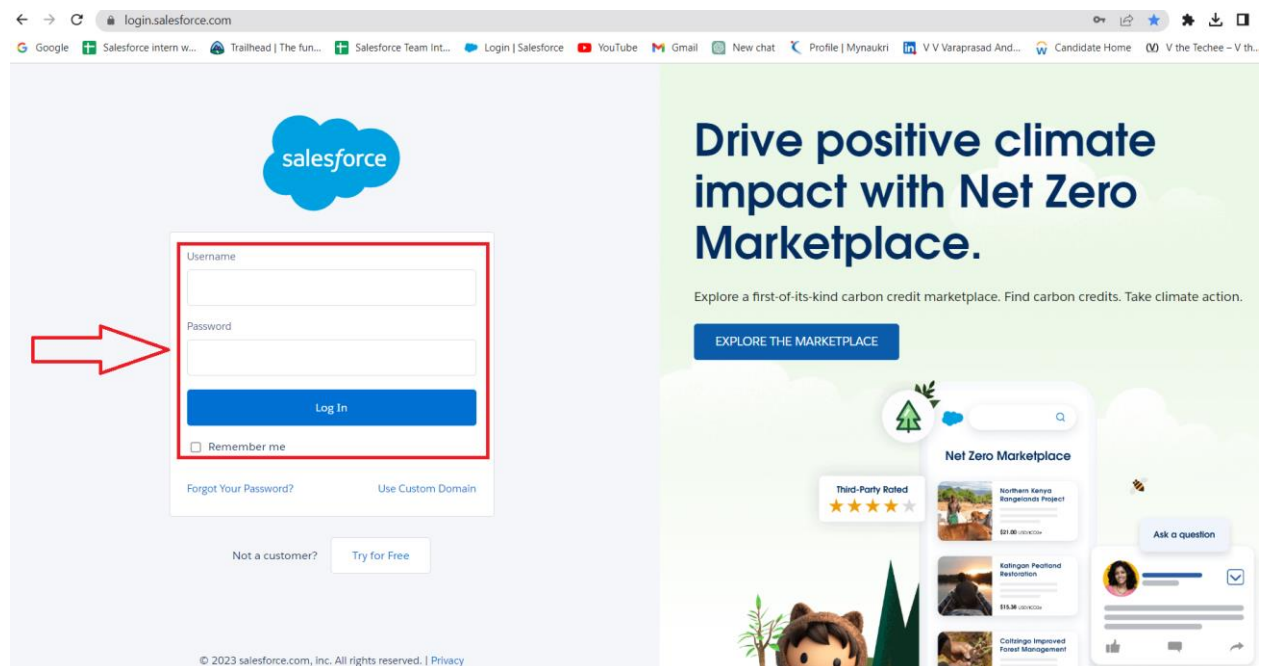 login.salesforce.com
Google
Salesforce intern w...
Trailhead | The fun...
Salesforce Team Int...
Login | Salesforce
YouTube
Gmail
New chat
Profile | Mynaukri
V V Varaprasad And...
Candidate Home
V the Techee – V th..
salesforce
Username
Password
Log In
Remember me
Forgot Your Password?
Use Custom Domain
Not a customer?
Try for Free
© 2023 salesforce.com, inc. All rights reserved. | Privacy
Drive positive climate
impact with Net Zero
Marketplace.
Explore a first-of-its-kind carbon credit marketplace. Find carbon credits. Take climate action.
EXPLORE THE MARKETPLACE
Net Zero Marketplace
Third-Party Rated
Northern Kenya
Rangelands Project
$21.00
Katingan Peatland
Restoration
$15.38
Coltzingo Improved
Forest Management
Ask a question